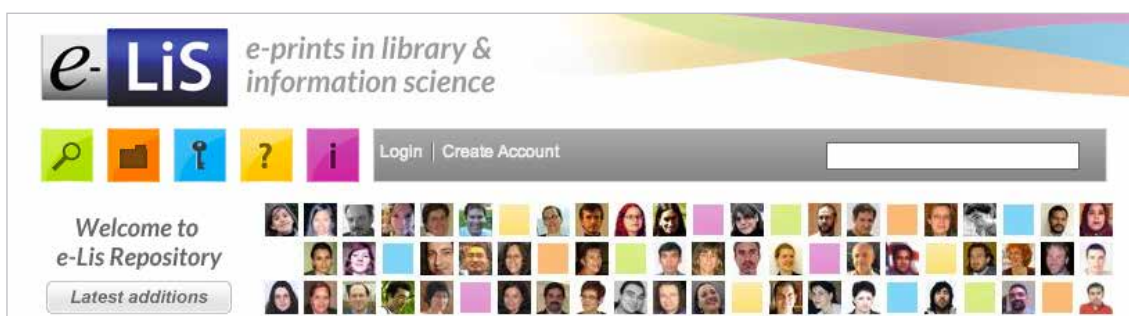 e-LiS
e-prints in library &
information science
?
i
Login | Create Account
Welcome to
e-Lis Repository
Latest additions